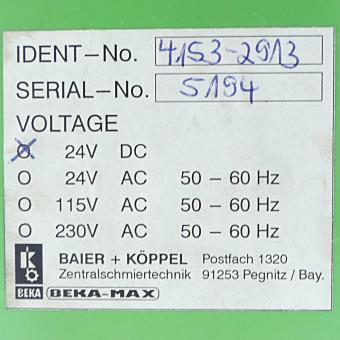 IDENT–No. 4153-2913
SERIAL–No. 5194
VOLTAGE
O 24V DC
O 24V AC 50 – 60 Hz
O 115V AC 50 – 60 Hz
O 230V AC 50 – 60 Hz
BAIER + KÖPPEL Postfach 1320
Zentralschmiertechnik 91253 Pegnitz / Bay.
BEKA BEKA-MAX